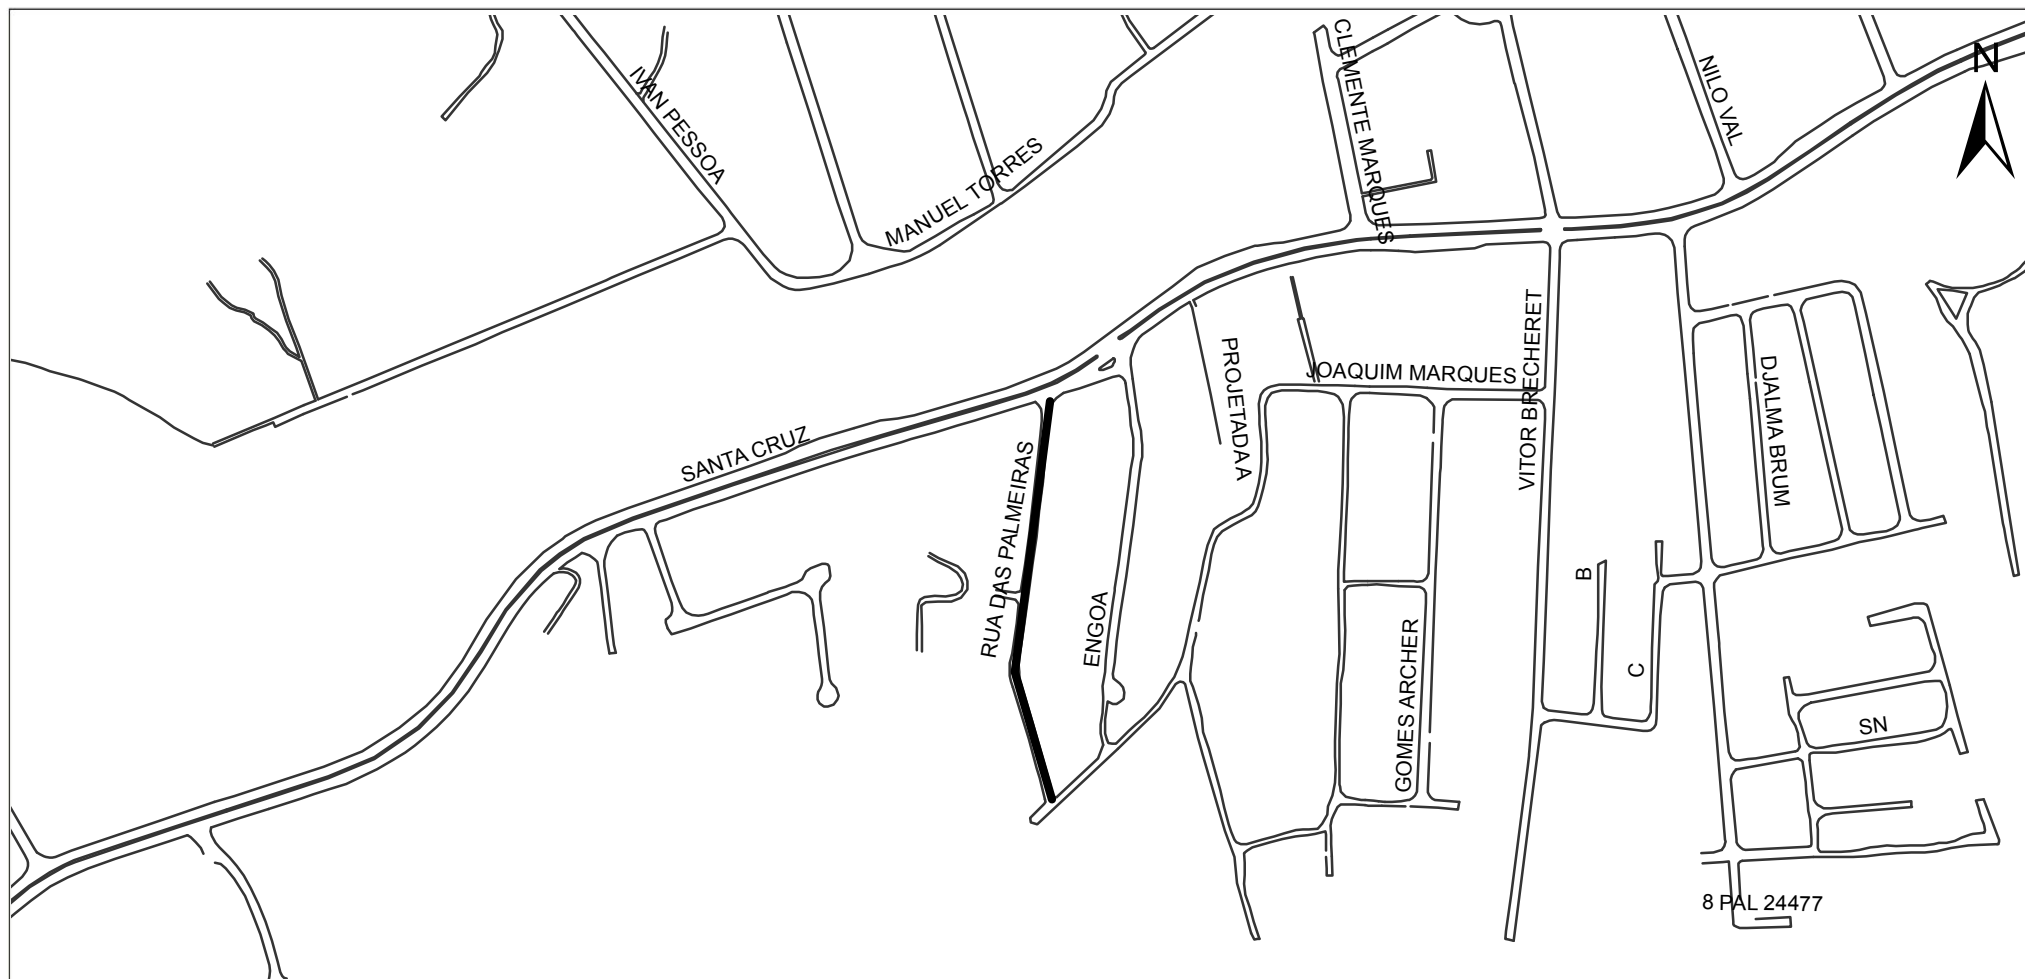 N
CLEMENTE MARQUES
NILO VAL
IVAN PESSOA
MANUEL TORRES
VITOR BRECHERET
PROJETADA A
JOAQUIM MARQUES
DJALMA BRUM
SANTA CRUZ
RUA DAS PALMEIRAS
B
ENGOA
GOMES ARCHER
C
SN
8 PAL 24477